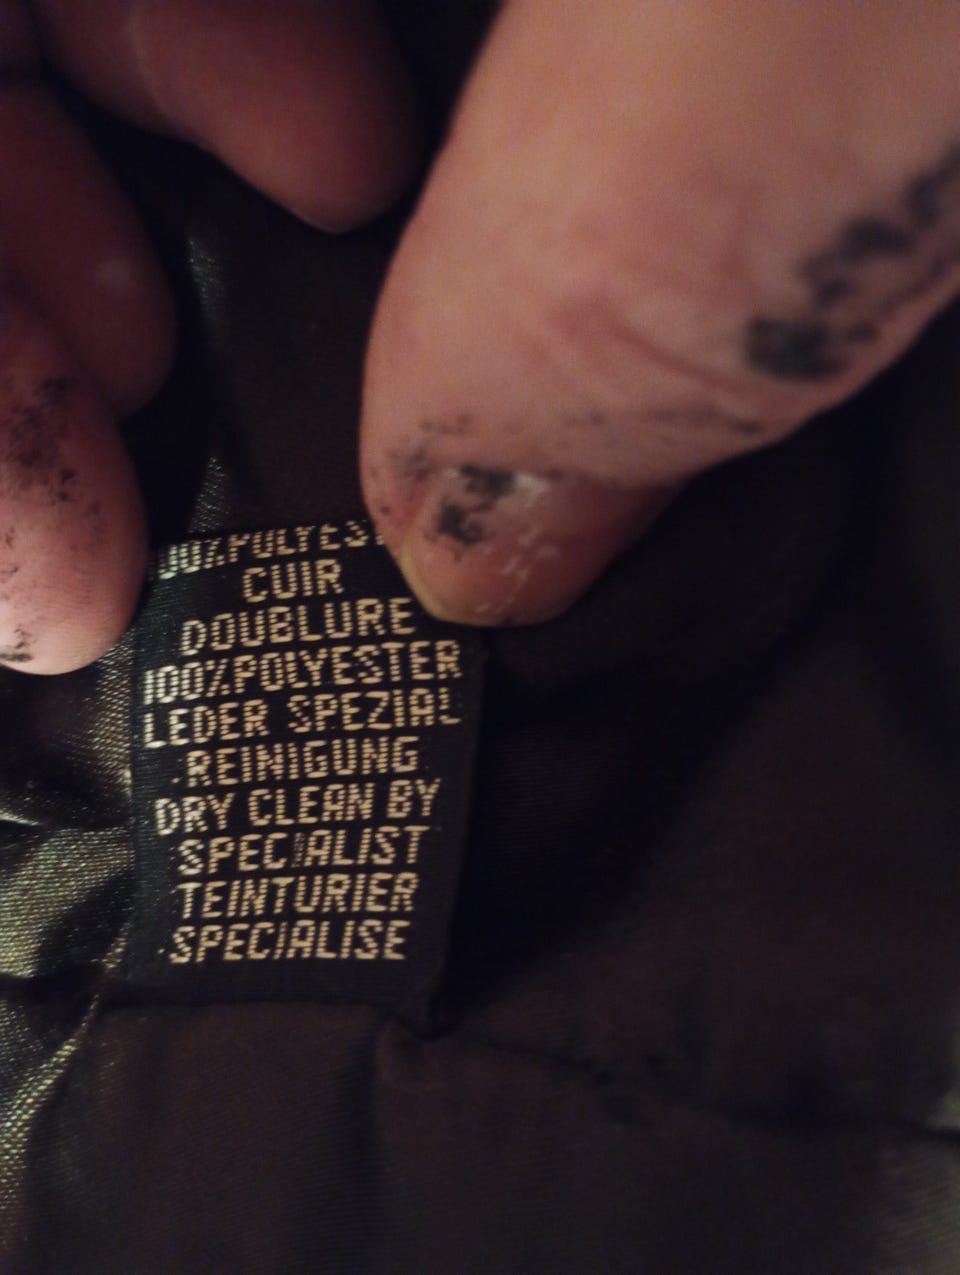 CUIR
DOUBLURE
100%POLYESTER
LEDER SPEZIAL
REINIGUNG
DRY CLEAN BY
SPECIALIST
TEINTURIER
SPECIALISE